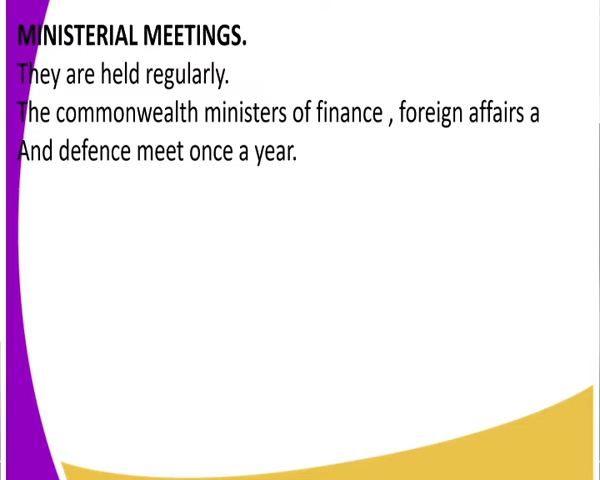 MINISTERIAL MEETINGS.
They are held regularly.
The commonwealth ministers of finance , foreign affairs a
And defence meet once a year.